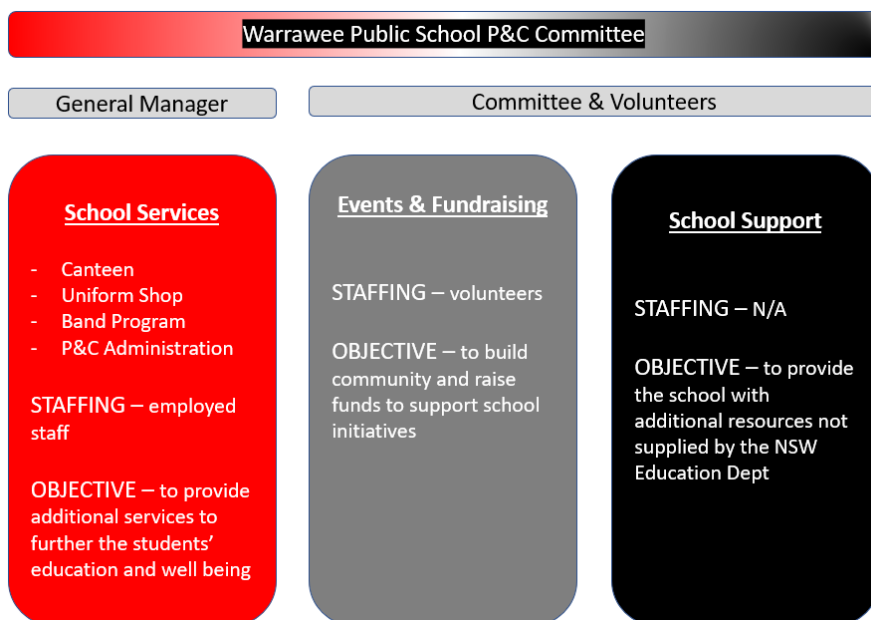 Warrawee Public School P&C Committee
General Manager
Committee & Volunteers
School Services
- Canteen
- Uniform Shop
- Band Program
- P&C Administration
STAFFING – employed
staff
OBJECTIVE – to provide
additional services to
further the students’
education and well being
Events & Fundraising
STAFFING – volunteers
OBJECTIVE – to build
community and raise
funds to support school
initiatives
School Support
STAFFING – N/A
OBJECTIVE – to provide
the school with
additional resources not
supplied by the NSW
Education Dept